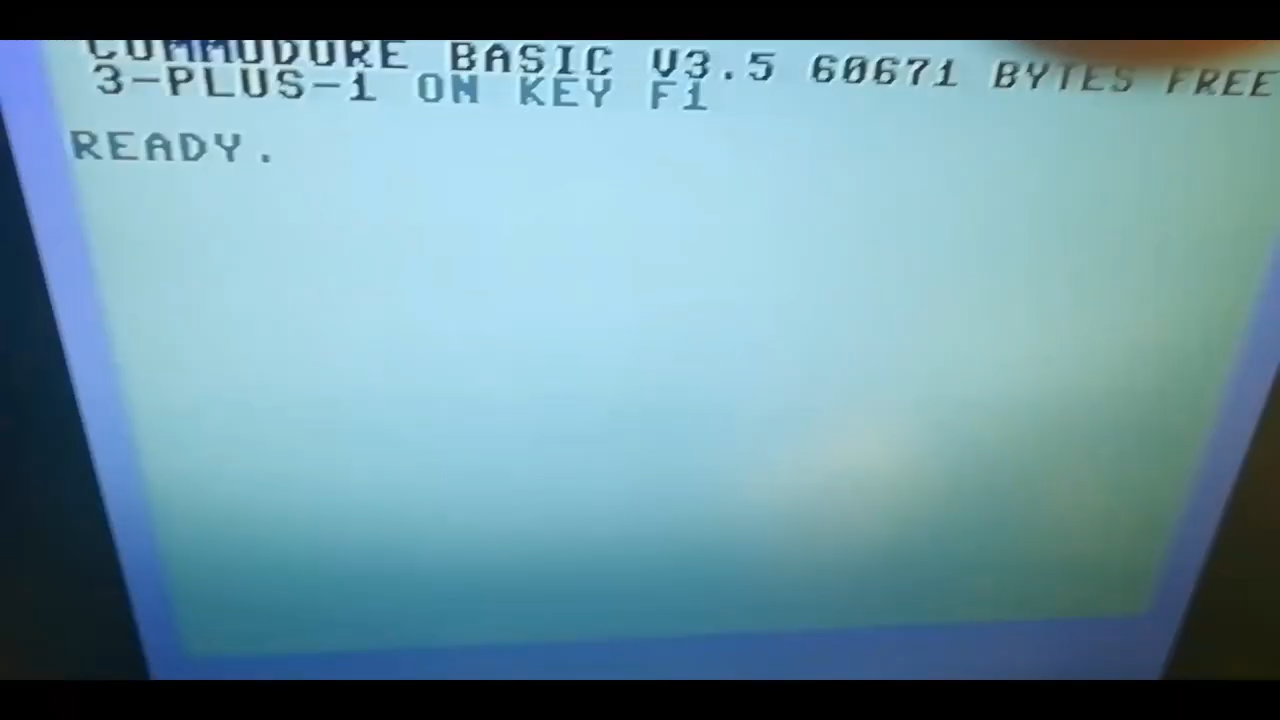 COMMODORE BASIC V3.5 60671 BYTES FREE
3-PLUS-1 ON KEY F1
READY.